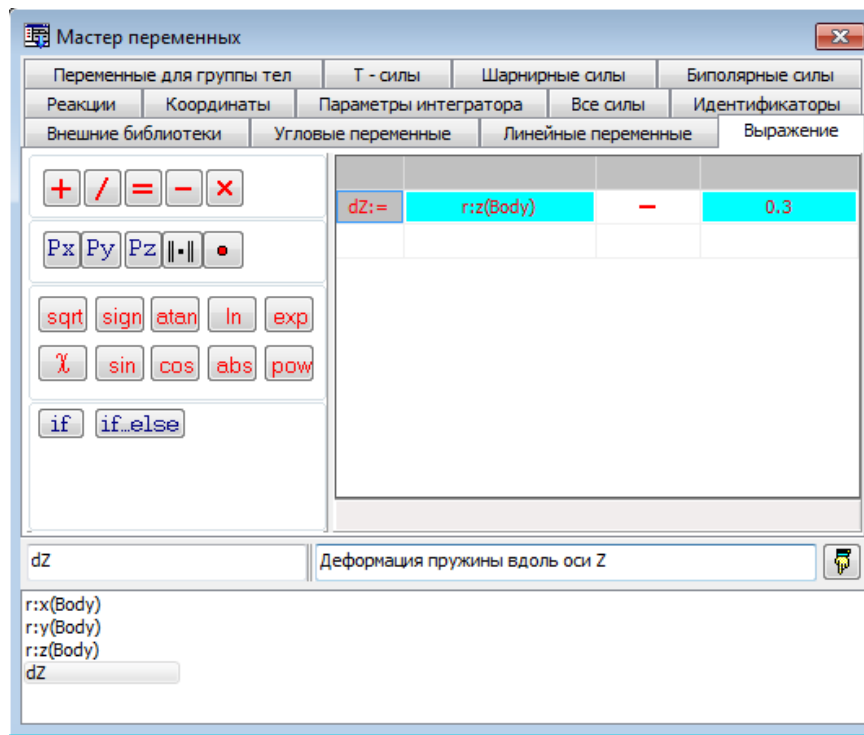 Мастер переменных
Переменные для группы тел Т - силы Шарнирные силы Биполярные силы
Реакции Координаты Параметры интегратора Все силы Идентификаторы
Внешние библиотеки Угловые переменные Линейные переменные Выражение
+ / = − ×
dZ:= r:z(Body) − 0.3
Px Py Pz ‖▪‖ •
sqrt sign atan ln exp
χ sin cos abs pow
if if…else
dZ Деформация пружины вдоль оси Z
r:x(Body)
r:y(Body)
r:z(Body)
dZ